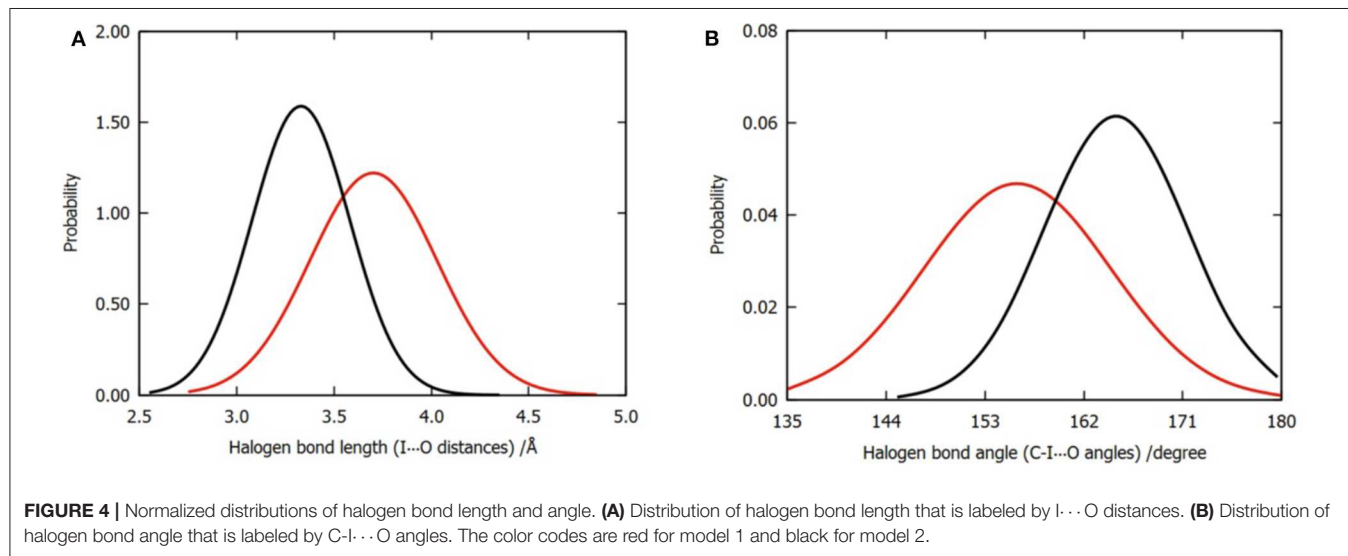 A
2.00
1.50
1.00
0.50
0.00
Probability
2.5 3.0 3.5 4.0 4.5 5.0
Halogen bond length (I···O distances) /Å
B
0.08
0.06
0.04
0.02
0.00
Probability
135 144 153 162 171 180
Halogen bond angle (C-I···O angles) /degree
FIGURE 4 | Normalized distributions of halogen bond length and angle. (A) Distribution of halogen bond length that is labeled by I· · · O distances. (B) Distribution of
halogen bond angle that is labeled by C-I· · · O angles. The color codes are red for model 1 and black for model 2.